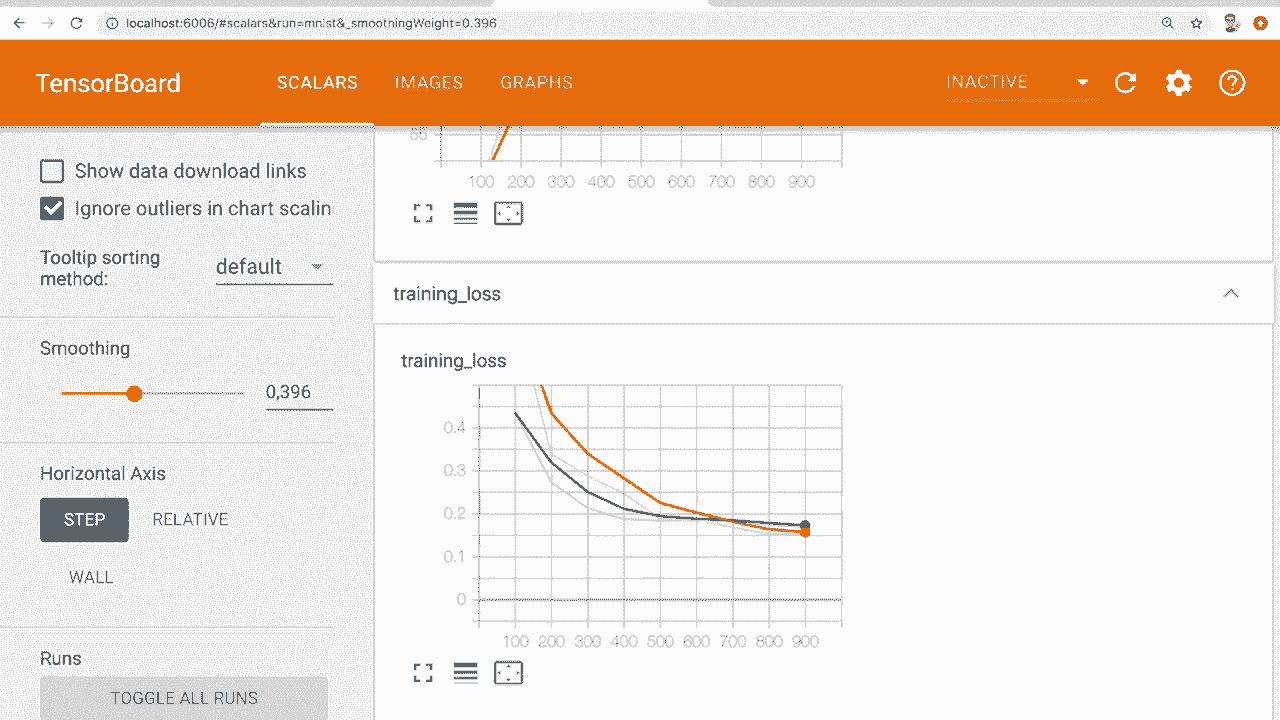 localhost:6006/#scalars&run=mnist&_smoothingWeight=0.396
TensorBoard
SCALARS
IMAGES
GRAPHS
INACTIVE
Show data download links
Ignore outliers in chart scalin
Tooltip sorting
method:
default
Smoothing
0,396
Horizontal Axis
STEP
RELATIVE
WALL
Runs
TOGGLE ALL RUNS
55
100 200 300 400 500 600 700 800 900
training_loss
training_loss
0.4
0.3
0.2
0.1
0
100 200 300 400 500 600 700 800 900